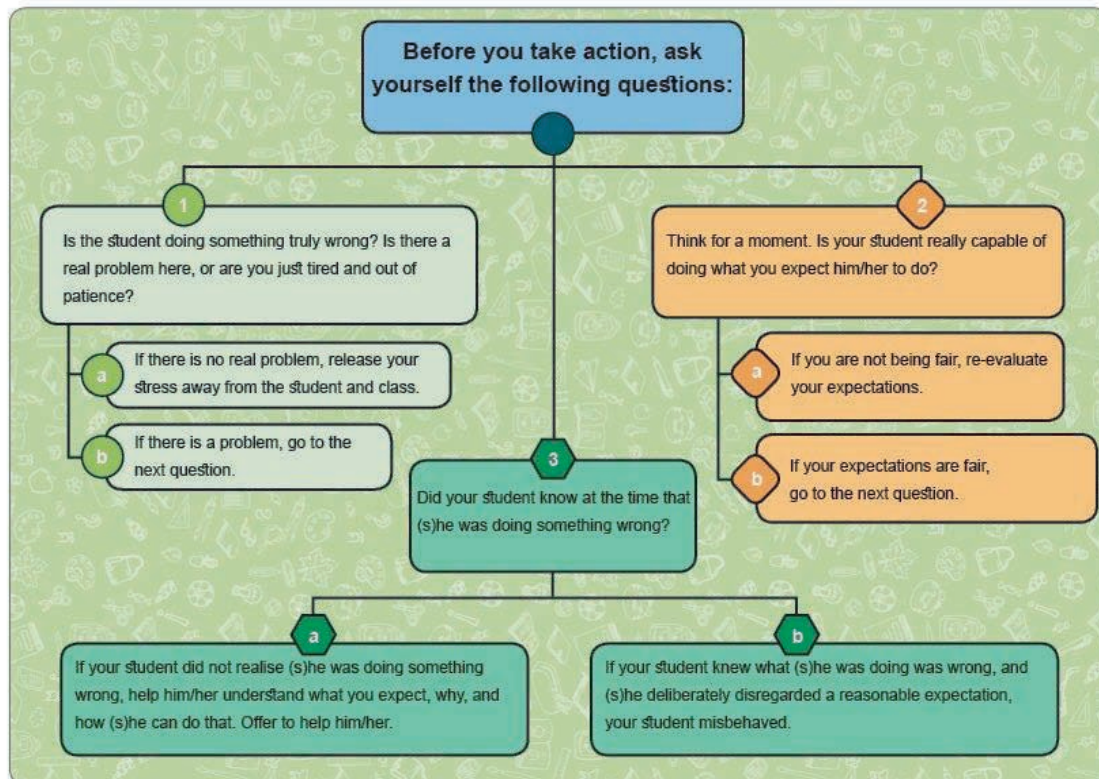 Before you take action, ask
yourself the following questions:
1
Is the student doing something truly wrong? Is there a
real problem here, or are you just tired and out of
patience?
a
If there is no real problem, release your
stress away from the student and class.
b
If there is a problem, go to the
next question.
2
Think for a moment. Is your student really capable of
doing what you expect him/her to do?
a
If you are not being fair, re-evaluate
your expectations.
b
If your expectations are fair,
go to the next question.
3
Did your student know at the time that
(s)he was doing something wrong?
a
If your student did not realise (s)he was doing something
wrong, help him/her understand what you expect, why, and
how (s)he can do that. Offer to help him/her.
b
If your student knew what (s)he was doing was wrong, and
(s)he deliberately disregarded a reasonable expectation,
your student misbehaved.